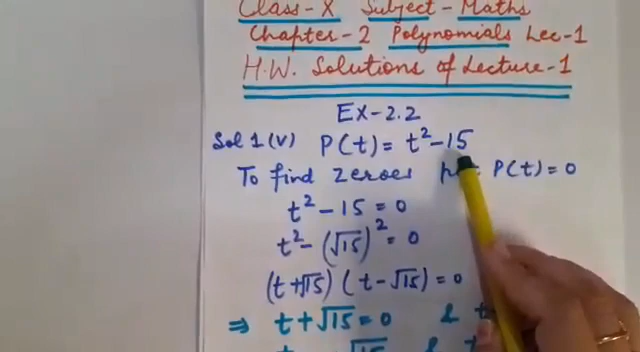 Class-X Subject-Maths
Chapter-2 Polynomials Lec-1
H.W. Solutions of Lecture-1
Ex-2.2
Sol 1(v) P(t) = t² - 15
To find zeroes P(t) = 0
t² - 15 = 0
t² - (√15)² = 0
(t+√15) (t-√15) = 0
⇒ t+√15 = 0 & t
√15 & t